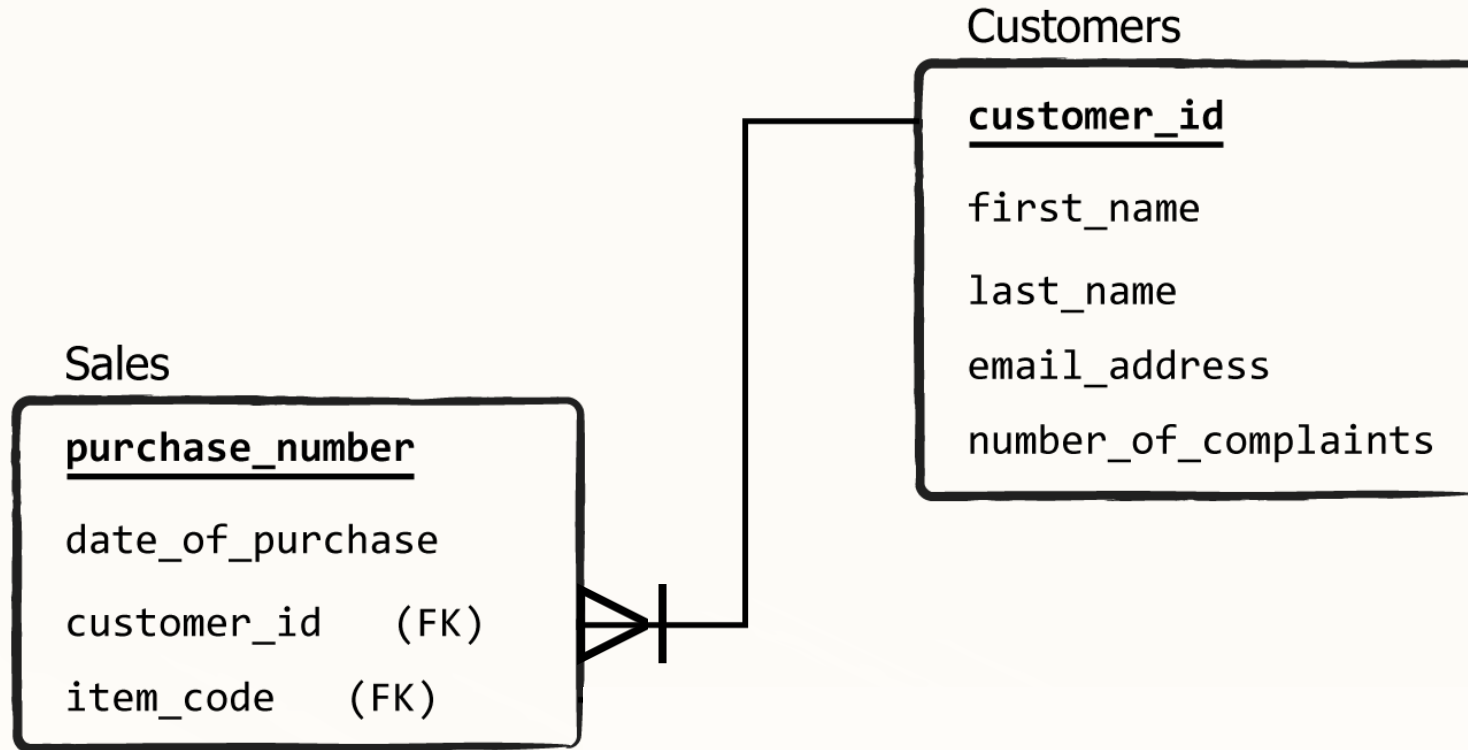 Customers
customer_id
first_name
last_name
email_address
number_of_complaints
Sales
purchase_number
date_of_purchase
customer_id (FK)
item_code (FK)